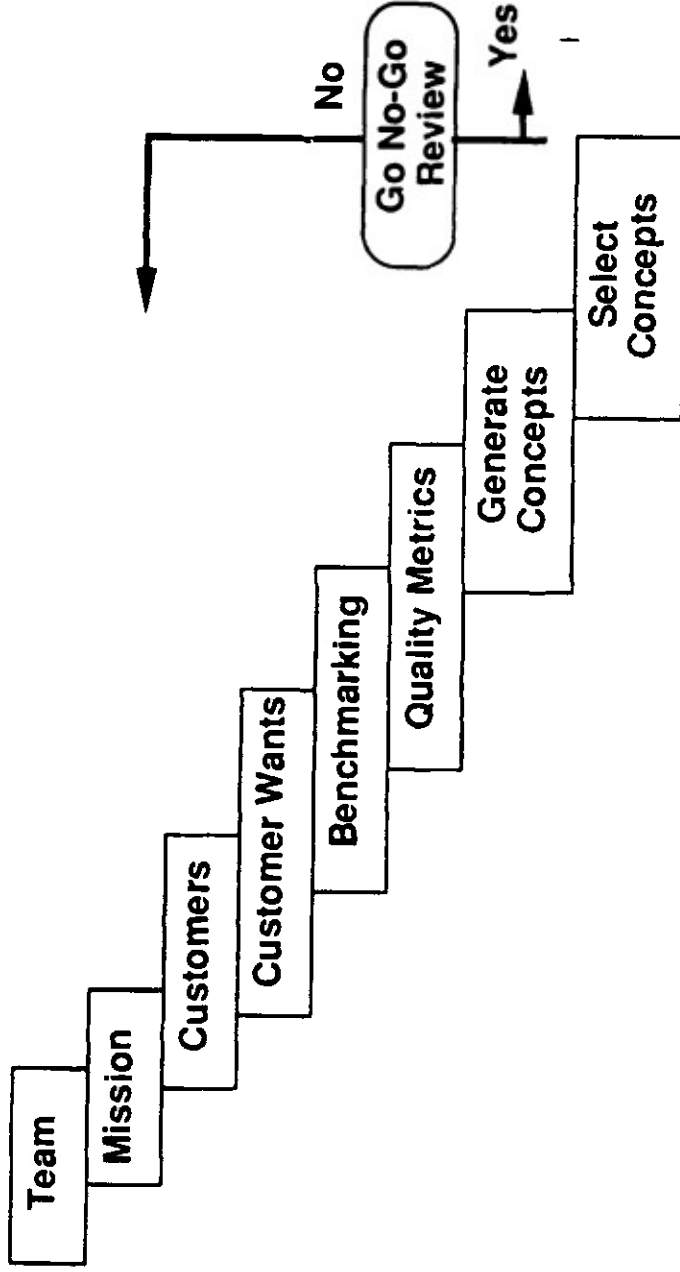 Team
Mission
Customers
Customer Wants
Benchmarking
Quality Metrics
Generate
Concepts
Select
Concepts
No
Go No-Go
Review
Yes